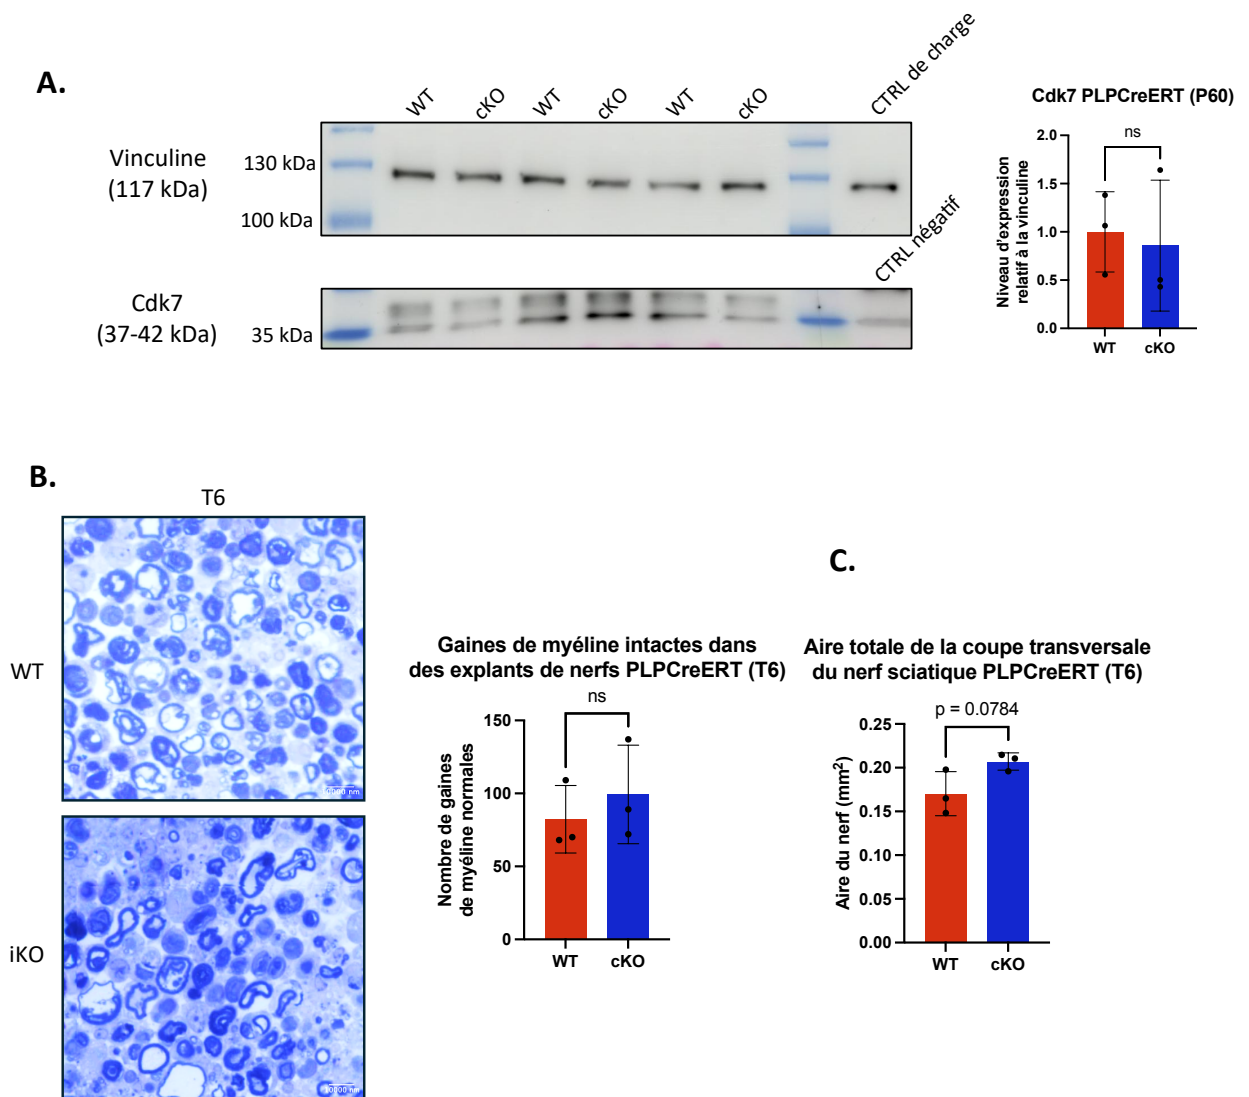 A.
WT
cKO
WT
cKO
WT
cKO
CTRL de charge
Vinculine
(117 kDa)
130 kDa
100 kDa
CTRL négatif
Cdk7
(37-42 kDa)
35 kDa
Cdk7 PLPCreERT (P60)
ns
Niveau d'expression
relatif à la vinculine
2.0
1.5
1.0
0.5
0.0
WT
cKO
B.
T6
WT
iKO
10000 nm
Gaines de myéline intactes dans
des explants de nerfs PLPCreERT (T6)
ns
Nombre de gaines
de myéline normales
150
100
50
0
WT
cKO
C.
Aire totale de la coupe transversale
du nerf sciatique PLPCreERT (T6)
p = 0.0784
Aire du nerf (mm²)
0.25
0.20
0.15
0.10
0.05
0.00
WT
cKO